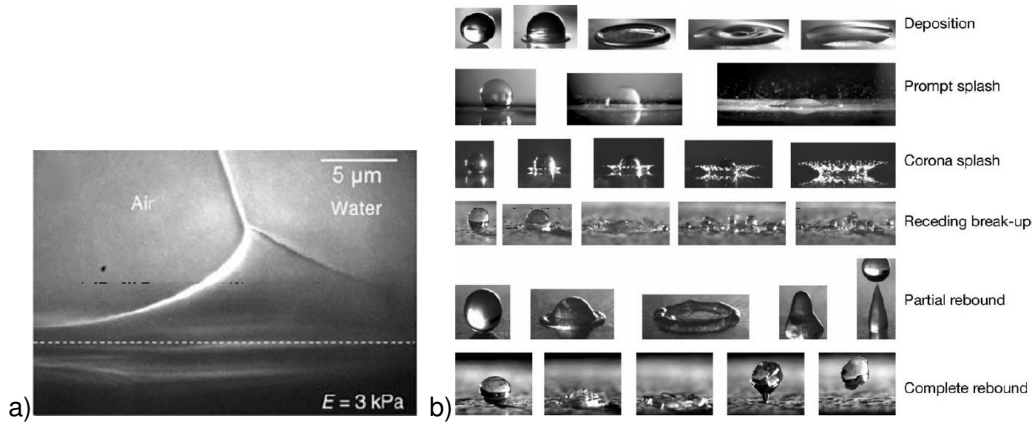 a)
5 μm
Air
Water
E = 3 kPa
b)
Deposition
Prompt splash
Corona splash
Receding break-up
Partial rebound
Complete rebound